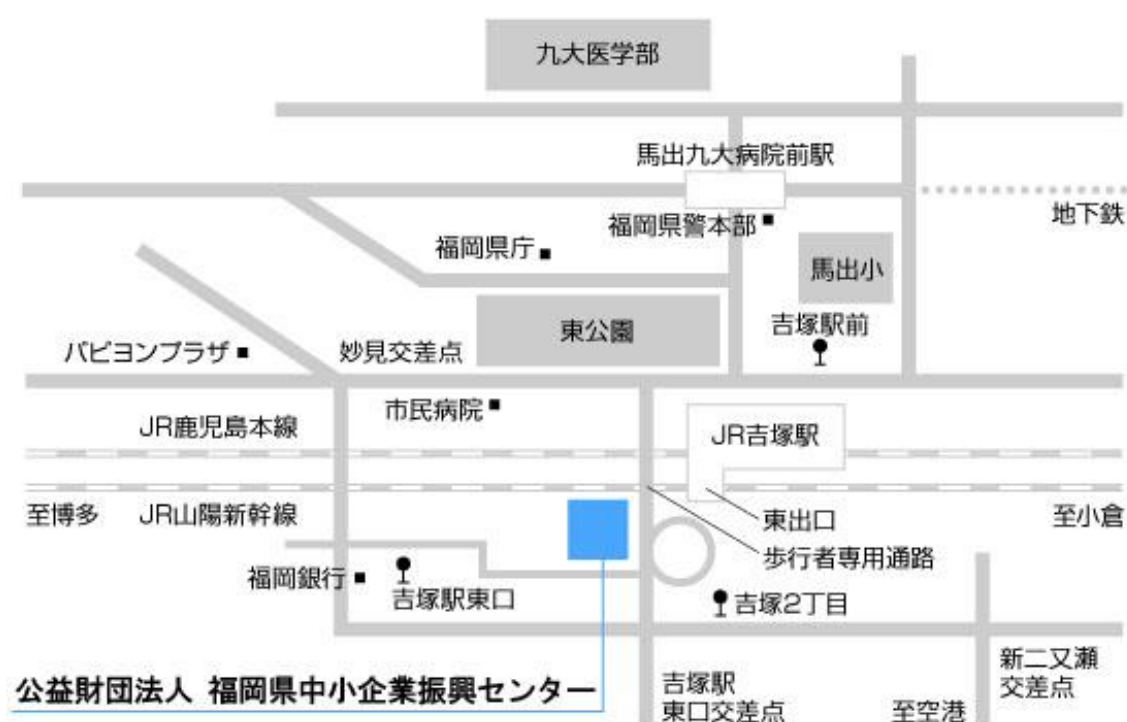 九大医学部
馬出九大病院前駅
地下鉄
福岡県警本部
福岡県庁
馬出小
吉塚駅前
東公園
パピヨンプラザ
妙見交差点
市民病院
JR鹿児島本線
JR吉塚駅
至博多
JR山陽新幹線
東出口
至小倉
歩行者専用通路
福岡銀行
吉塚駅東口
吉塚2丁目
公益財団法人 福岡県中小企業振興センター
吉塚駅
東口交差点
至空港
新二又瀬
交差点